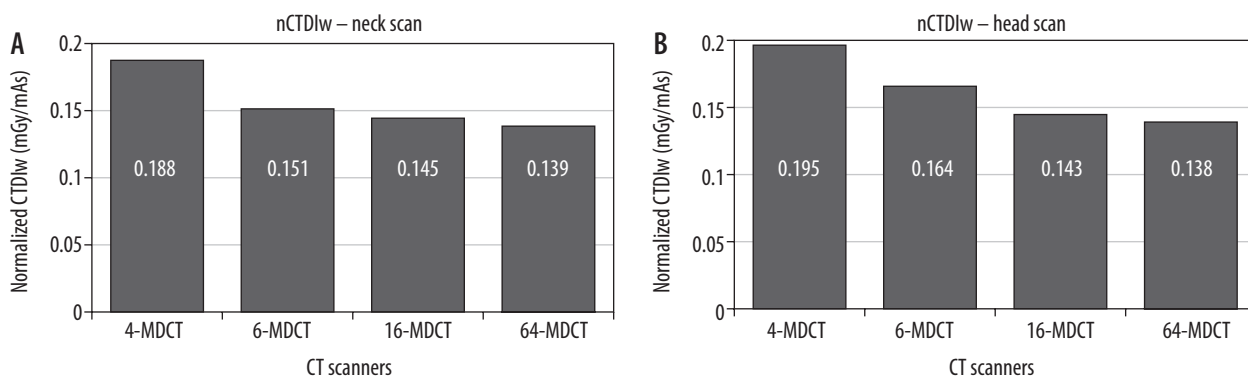 A
nCTDIw – neck scan
Normalized CTDIw (mGy/mAs)
0.2
0.15
0.1
0.05
0
0.188
0.151
0.145
0.139
4-MDCT
6-MDCT
16-MDCT
64-MDCT
CT scanners
B
nCTDIw – head scan
Normalized CTDIw (mGy/mAs)
0.2
0.15
0.1
0.05
0
0.195
0.164
0.143
0.138
4-MDCT
6-MDCT
16-MDCT
64-MDCT
CT scanners